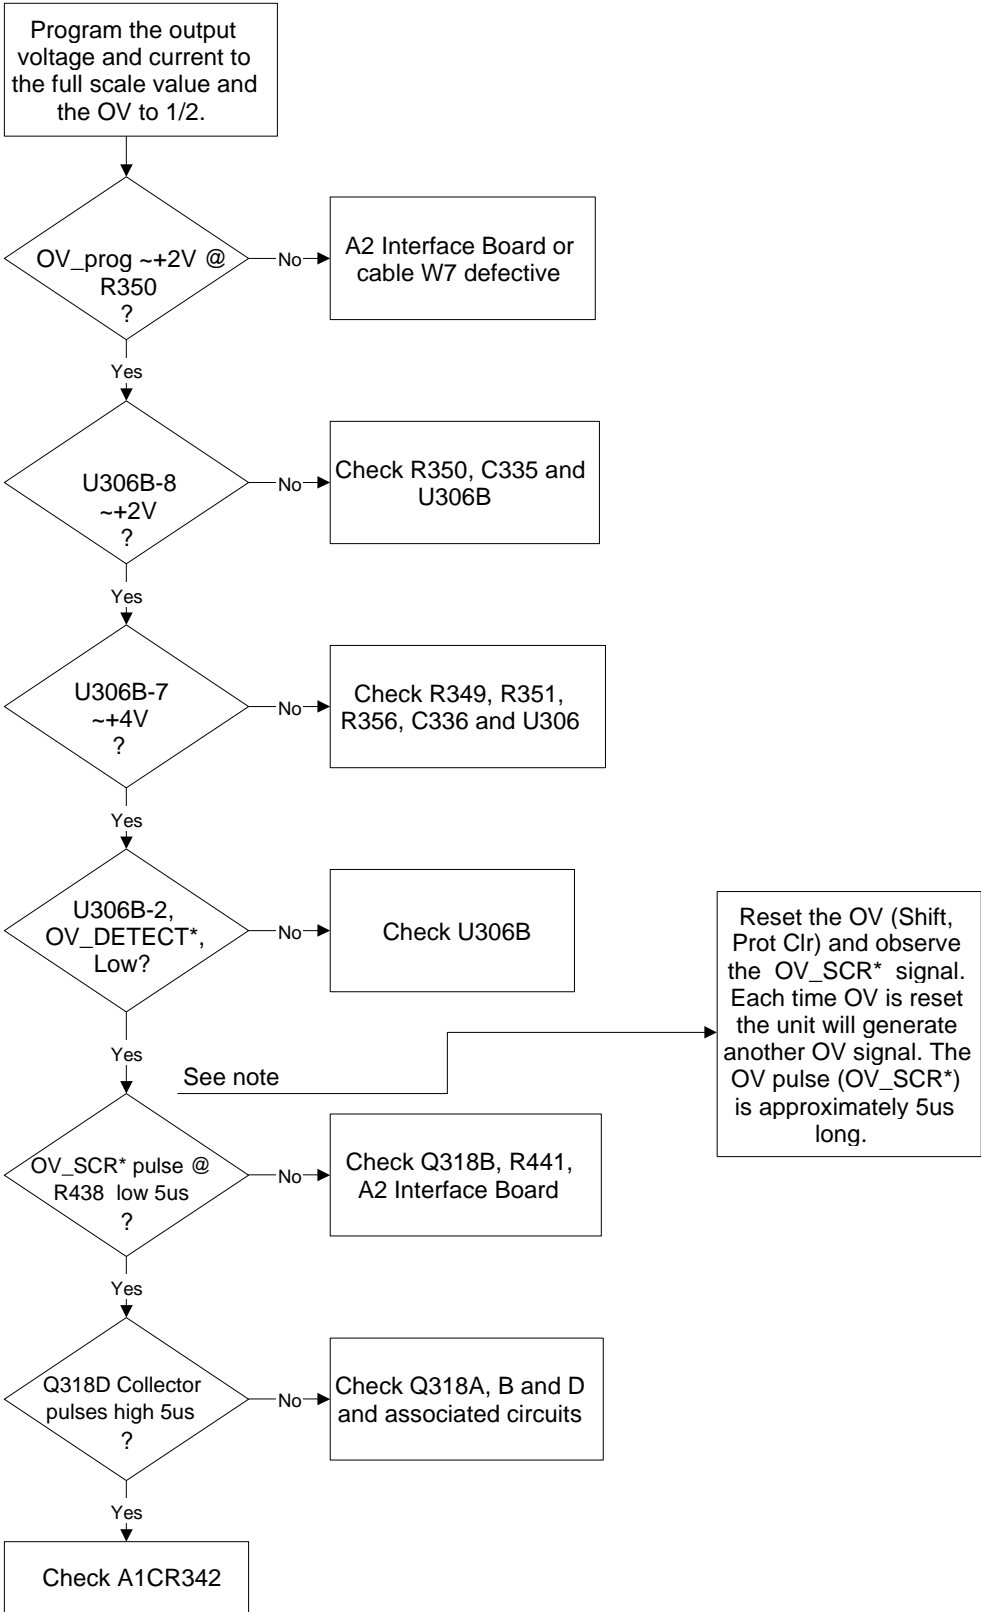 Program the output
voltage and current to
the full scale value and
the OV to 1/2.
OV_prog ~+2V @
R350
?
No
A2 Interface Board or
cable W7 defective
Yes
U306B-8
~+2V
?
No
Check R350, C335 and
U306B
Yes
U306B-7
~+4V
?
No
Check R349, R351,
R356, C336 and U306
Yes
U306B-2,
OV_DETECT*,
Low?
No
Check U306B
Yes
See note
Reset the OV (Shift,
Prot Clr) and observe
the OV_SCR* signal.
Each time OV is reset
the unit will generate
another OV signal. The
OV pulse (OV_SCR*)
is approximately 5us
long.
OV_SCR* pulse @
R438 low 5us
?
No
Check Q318B, R441,
A2 Interface Board
Yes
Q318D Collector
pulses high 5us
?
No
Check Q318A, B and D
and associated circuits
Yes
Check A1CR342